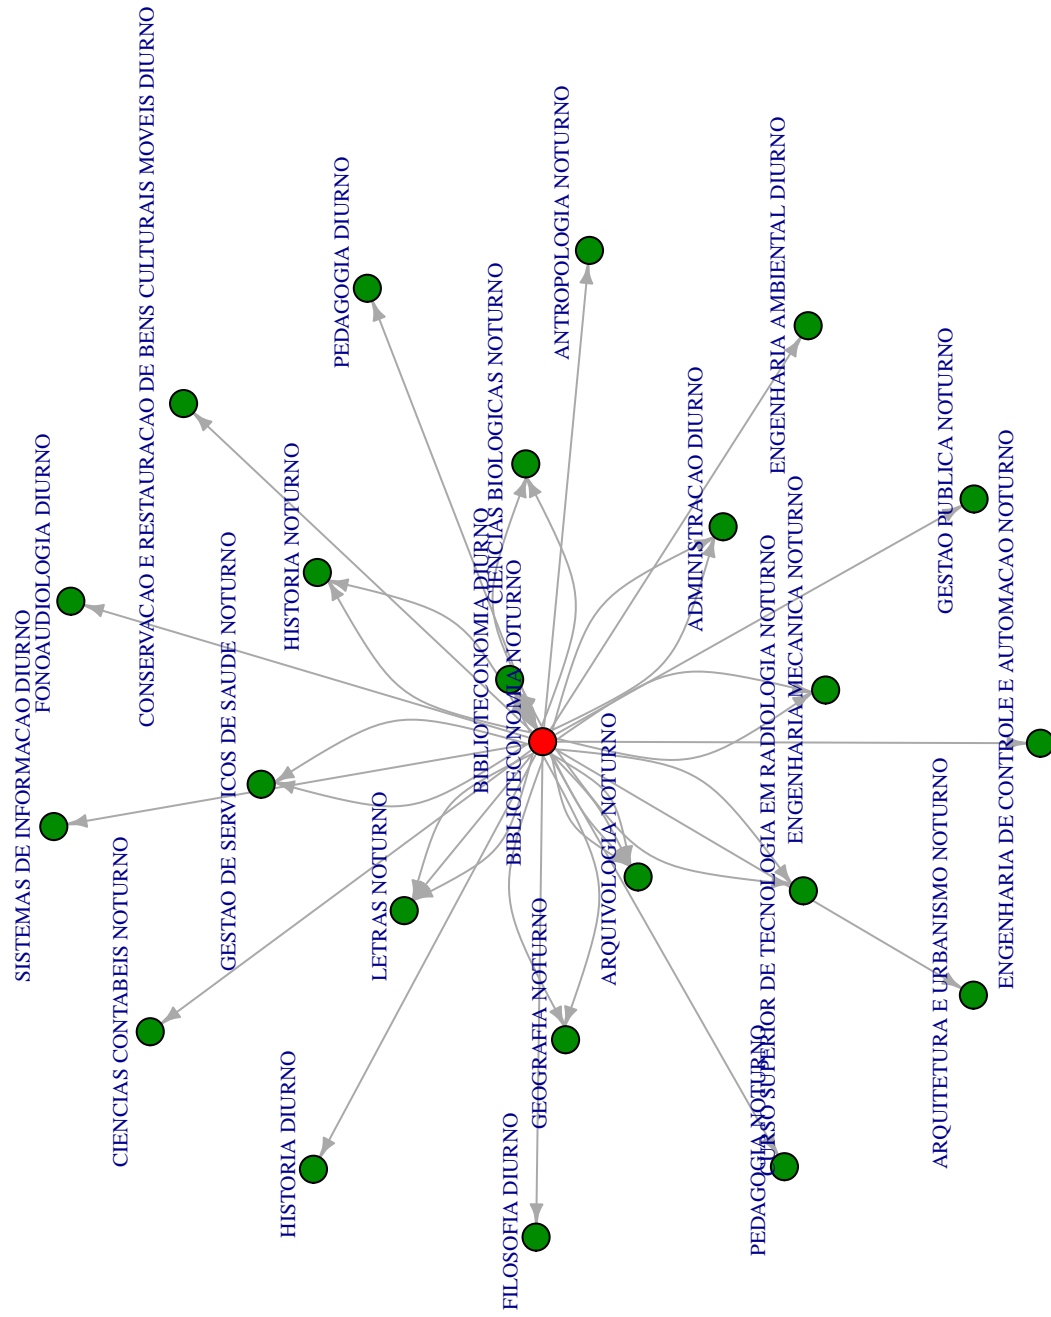 SISTEMAS DE INFORMACAO DIURNO
FONOAUDIOLOGIA DIURNO
CIENCIAS CONTABEIS NOTURNO
CONSERVACAO E RESTAURACAO DE BENS CULTURAIS MOVEIS DIURNO
GESTAO DE SERVICOS DE SAUDE NOTURNO
HISTORIA DIURNO
HISTORIA NOTURNO
PEDAGOGIA DIURNO
LETRAS NOTURNO
BIBLIOTECONOMIA DIURNO
CIENCIAS BIOLOGICAS NOTURNO
FILOSOFIA DIURNO
BIBLIOTECONOMIA NOTURNO
GEOGRAFIA NOTURNO
ANTROPOLOGIA NOTURNO
ARQUIVOLOGIA NOTURNO
ADMINISTRACAO DIURNO
PEDAGOGIA NOTURNO
CURSO SUPERIOR DE TECNOLOGIA EM RADIOLOGIA NOTURNO
ENGENHARIA AMBIENTAL DIURNO
ENGENHARIA MECANICA NOTURNO
ARQUITETURA E URBANISMO NOTURNO
GESTAO PUBLICA NOTURNO
ENGENHARIA DE CONTROLE E AUTOMACAO NOTURNO